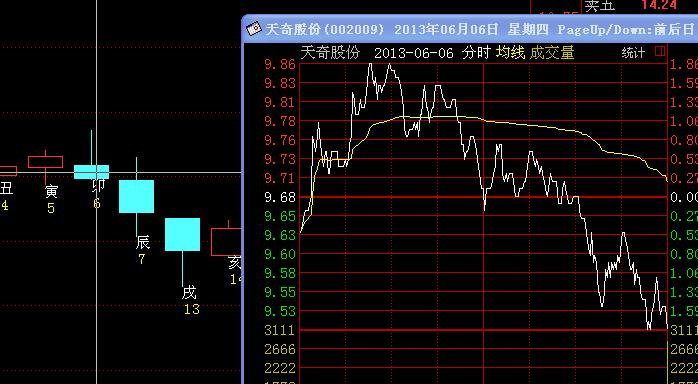 卖五 14.24
天奇股份(002009) 2013年06月06日 星期四 PageUp/Down:前后日
天奇股份 2013-06-06 分时 均线 成交量 统计
9.86 1.86
9.83 1.59
9.81 1.33
9.78 1.06
9.76 0.80
9.73 0.53
9.71 0.27
9.68 0.00
9.65 0.27
9.63 0.53
9.60 0.80
9.58 1.06
9.55 1.33
9.53 1.59
3111 3111
2666 2666
2222 2222
丑
4
寅
5
卯
6
辰
7
戌
13
亥